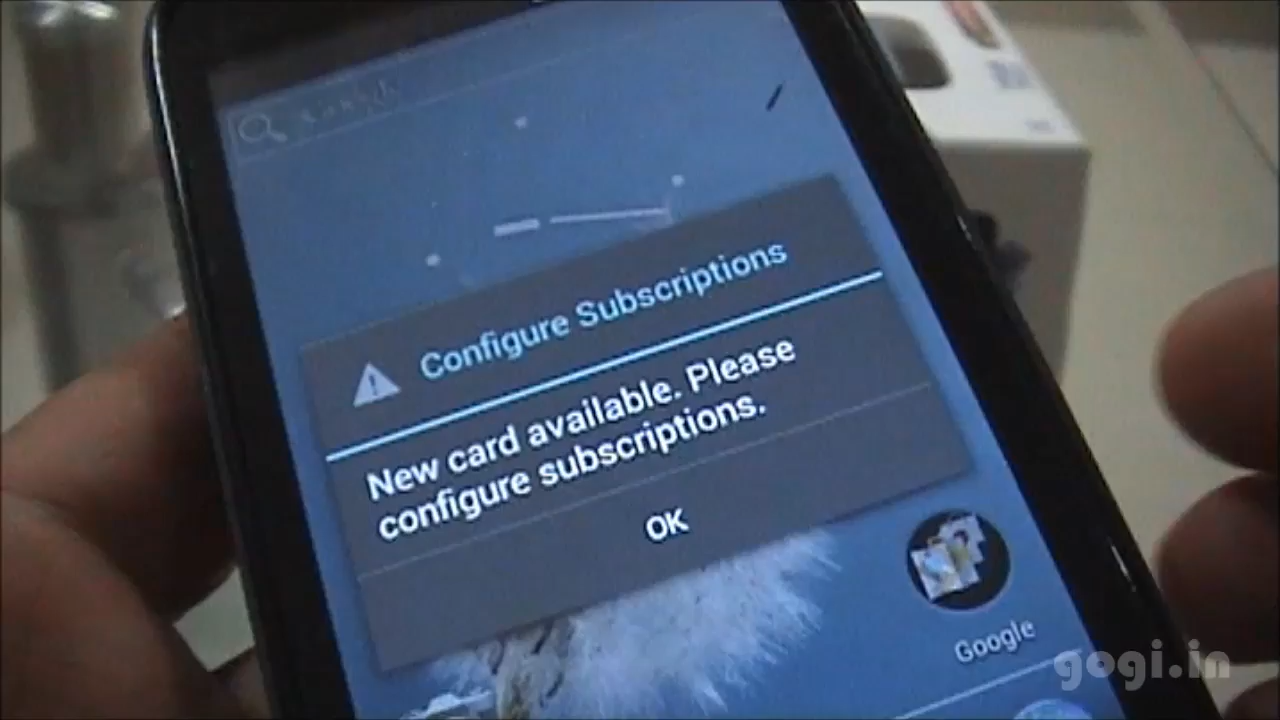 Configure Subscriptions
New card available. Please
configure subscriptions.
OK
Google
gogi.in